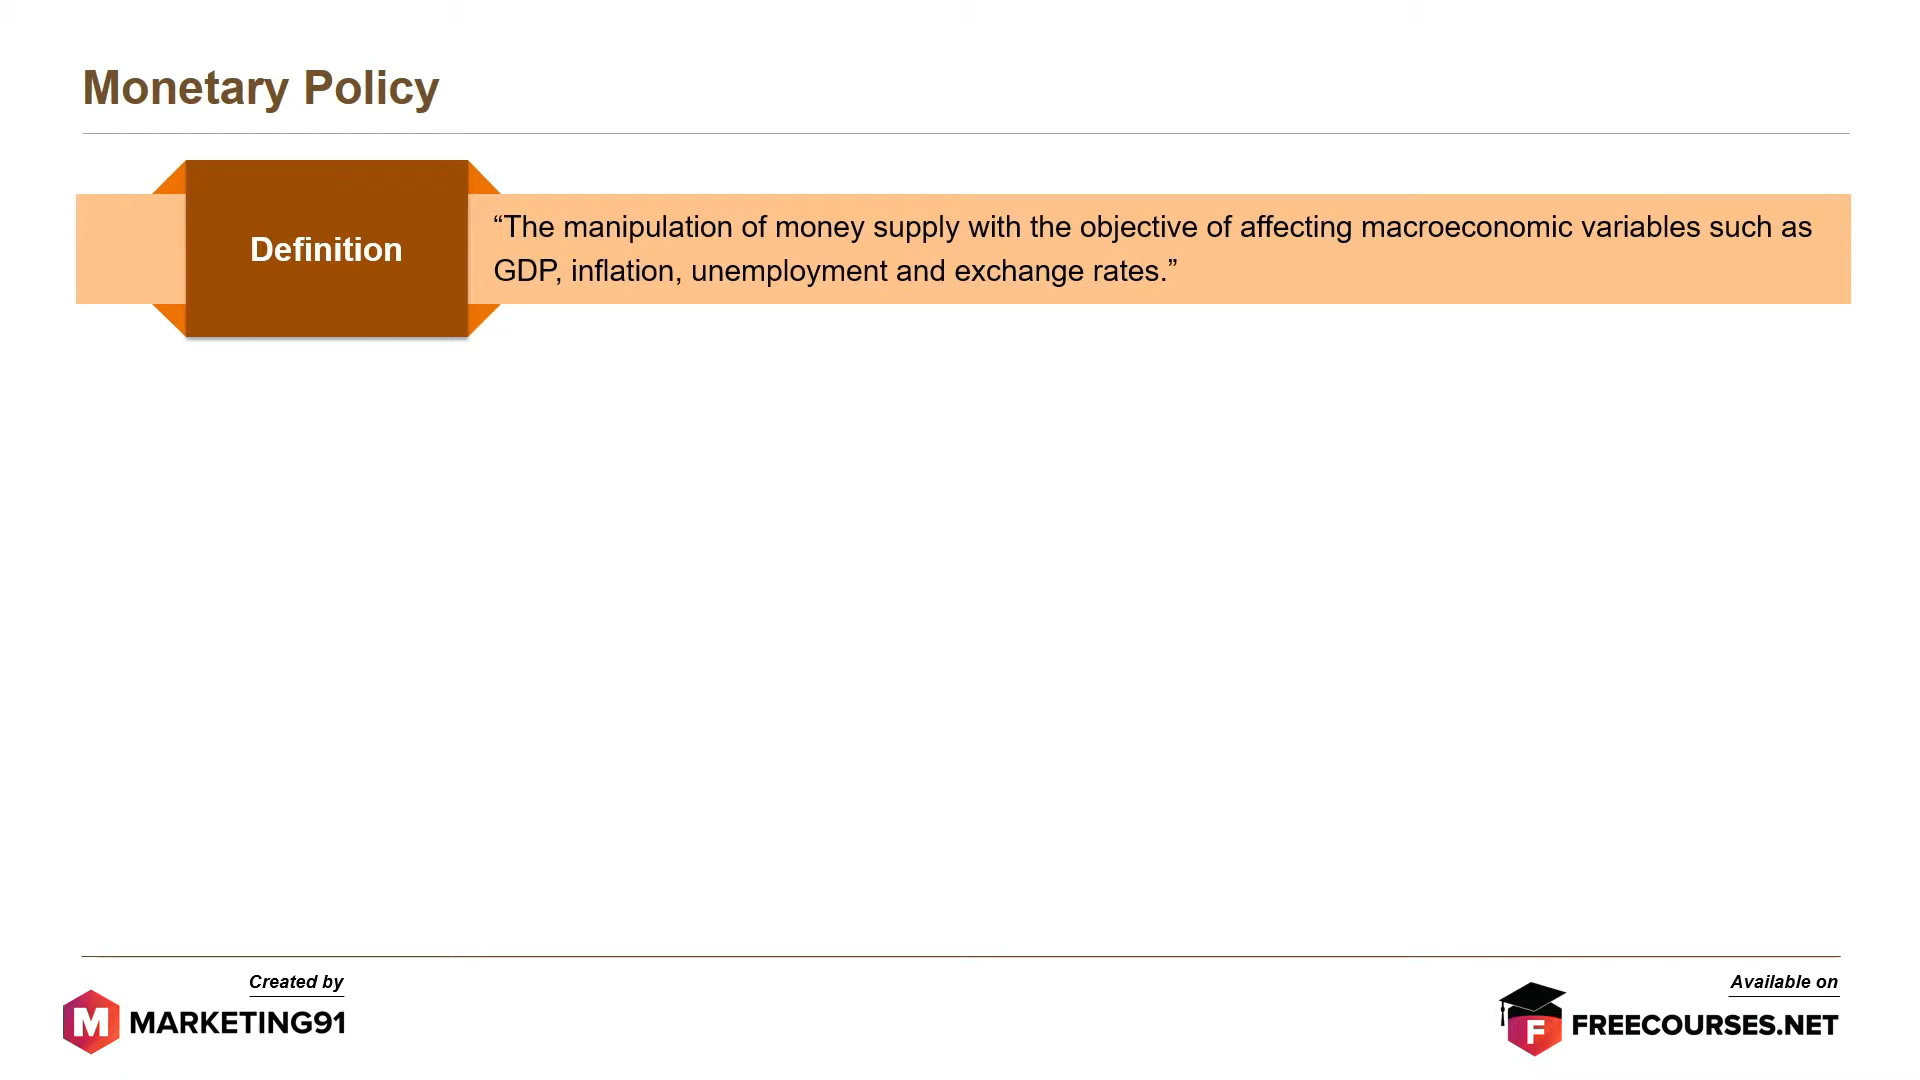 Monetary Policy
Definition
“The manipulation of money supply with the objective of affecting macroeconomic variables such as
GDP, inflation, unemployment and exchange rates.”
Created by
M MARKETING91
Available on
F FREECOURSES.NET